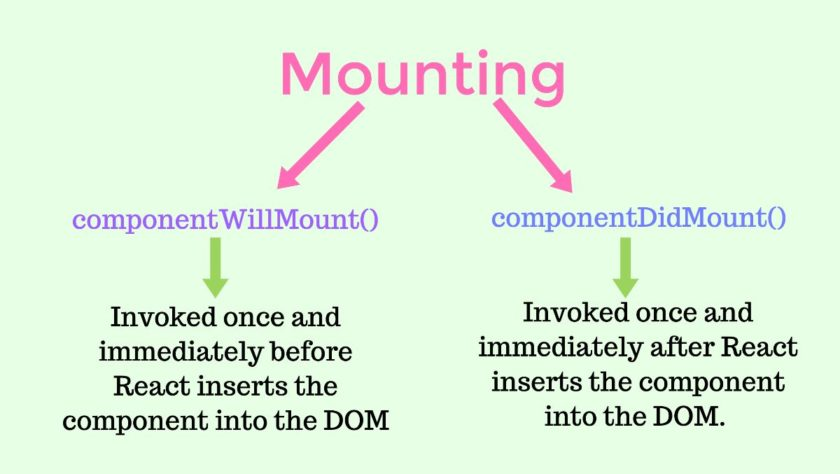 Mounting
componentWillMount()
Invoked once and
immediately before
React inserts the
component into the DOM
componentDidMount()
Invoked once and
immediately after React
inserts the component
into the DOM.